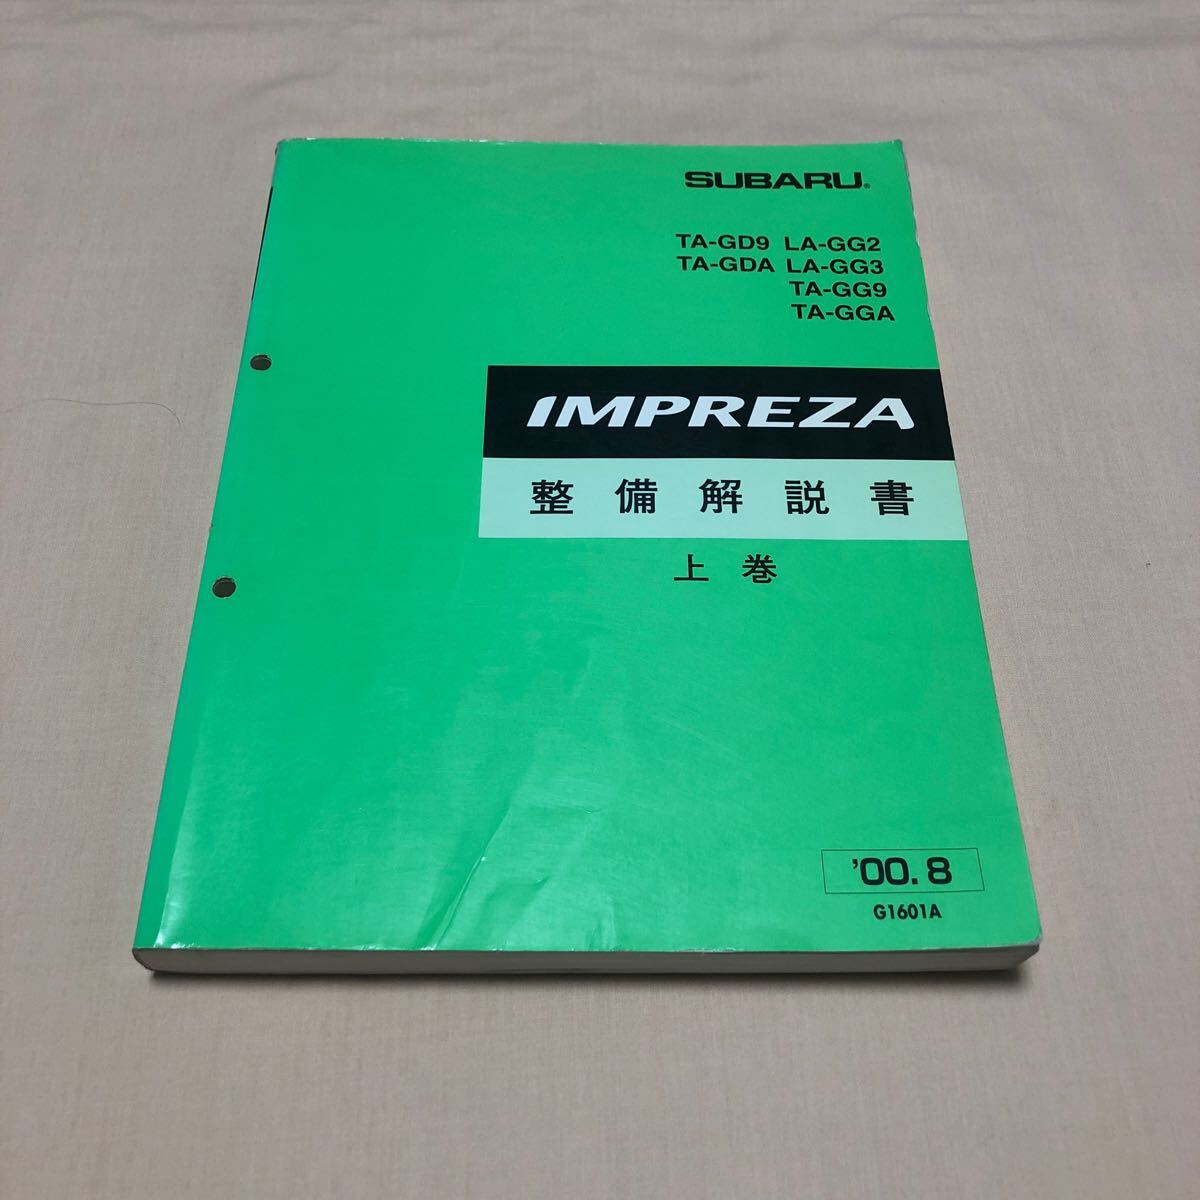 SUBARU®
TA-GD9 LA-GG2
TA-GDA LA-GG3
TA-GG9
TA-GGA
IMPREZA
整備解説書
上巻
'00.8
G1601A